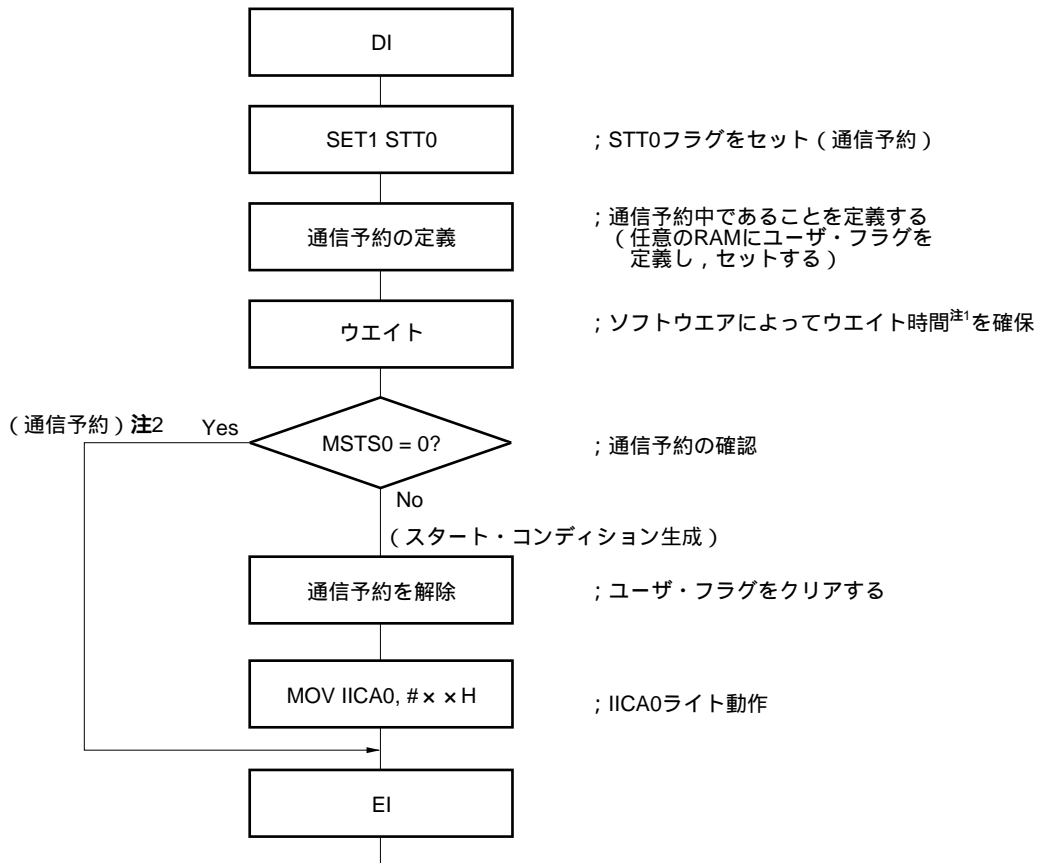 DI
SET1 STT0
；STT0フラグをセット（通信予約）
通信予約の定義
；通信予約中であることを定義する
（任意のRAMにユーザ・フラグを
定義し，セットする）
ウエイト
；ソフトウエアによってウエイト時間注1を確保
（通信予約）注2
Yes
MSTS0 = 0?
；通信予約の確認
No
（スタート・コンディション生成）
通信予約を解除
；ユーザ・フラグをクリアする
MOV IICA0, #××H
；IICA0ライト動作
EI